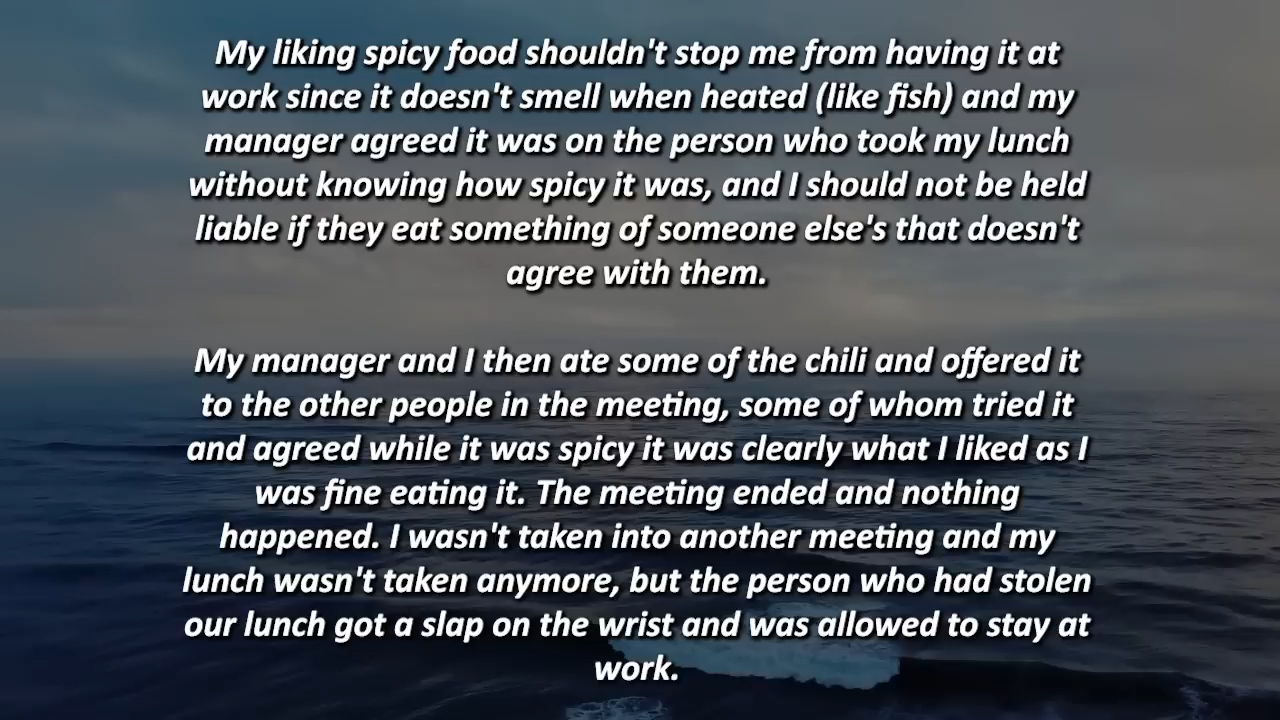 My liking spicy food shouldn't stop me from having it at
work since it doesn't smell when heated (like fish) and my
manager agreed it was on the person who took my lunch
without knowing how spicy it was, and I should not be held
liable if they eat something of someone else's that doesn't
agree with them.
My manager and I then ate some of the chili and offered it
to the other people in the meeting, some of whom tried it
and agreed while it was spicy it was clearly what I liked as I
was fine eating it. The meeting ended and nothing
happened. I wasn't taken into another meeting and my
lunch wasn't taken anymore, but the person who had stolen
our lunch got a slap on the wrist and was allowed to stay at
work.